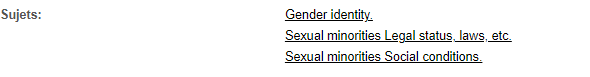 Sujets: Gender identity.
Sexual minorities Legal status, laws, etc.
Sexual minorities Social conditions.